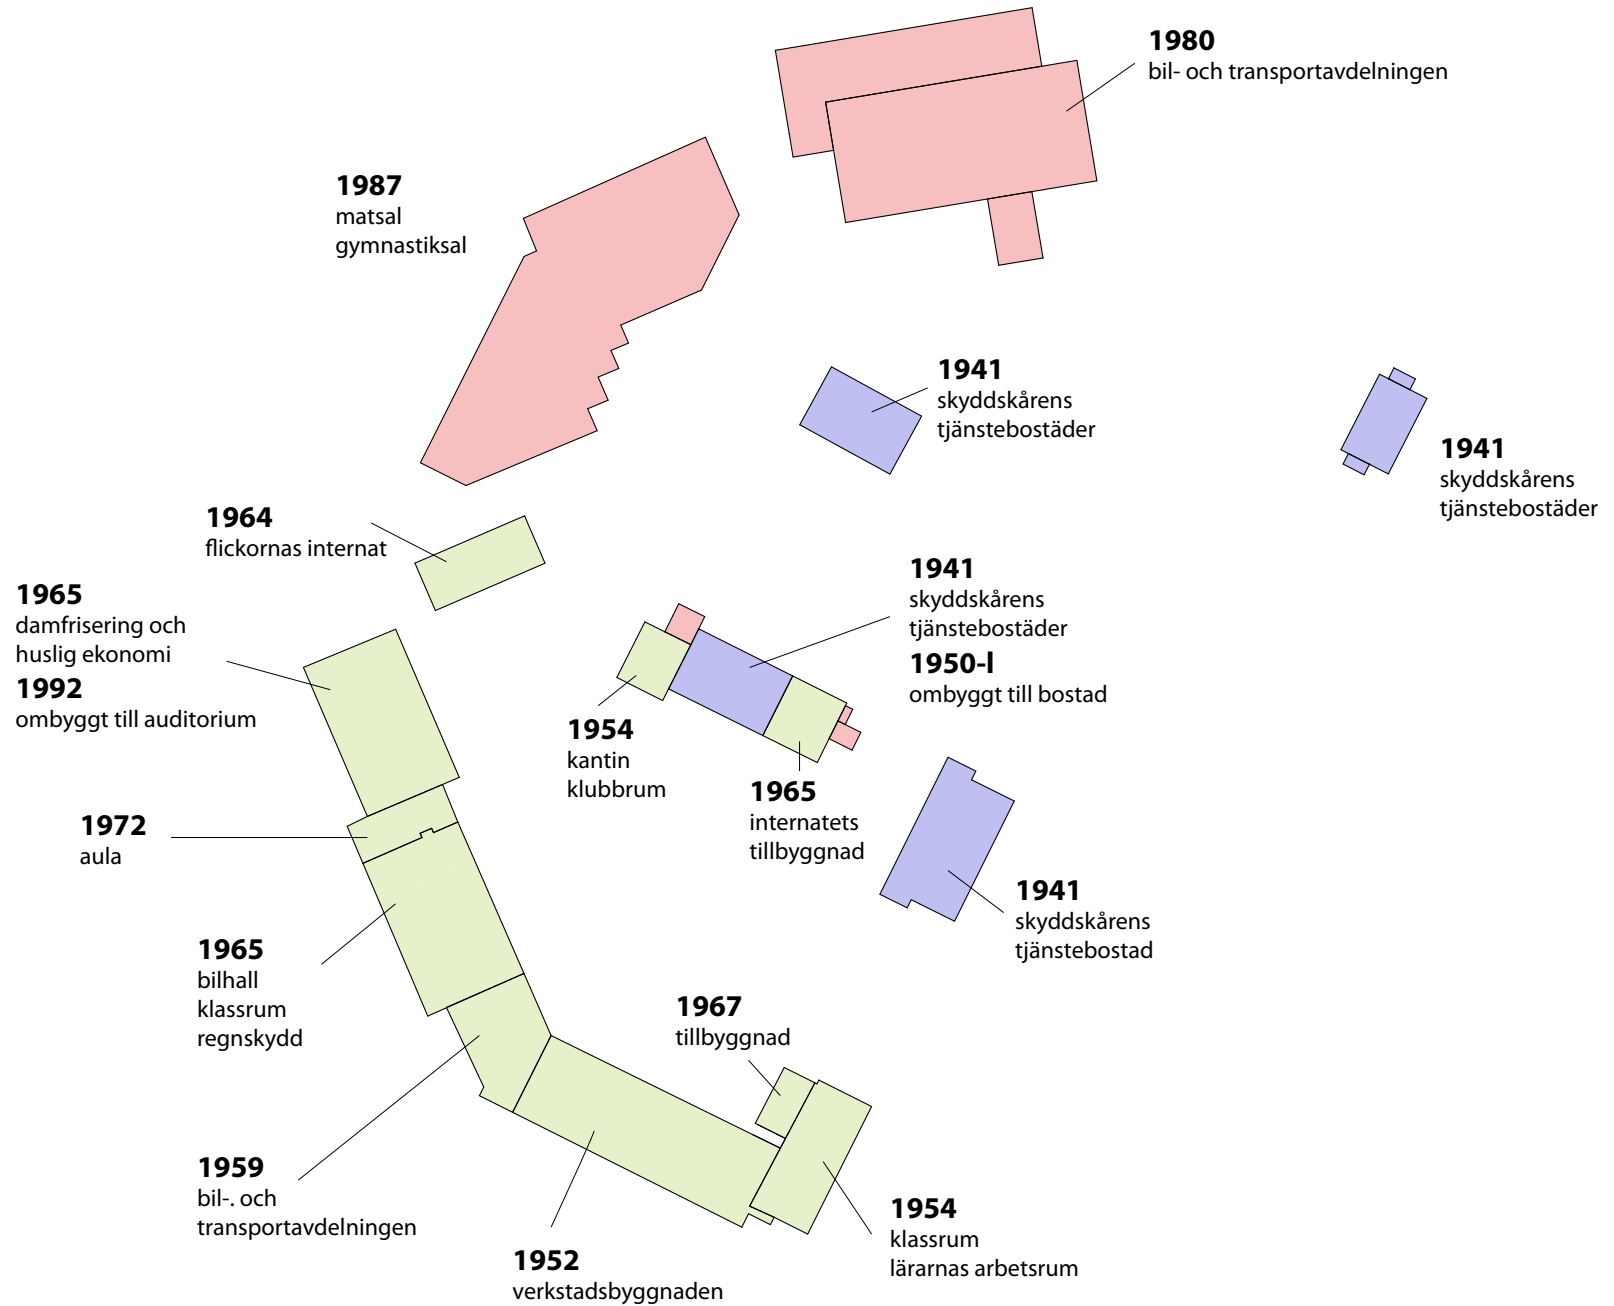 1980
bil- och transportavdelningen
1987
matsal
gymnastiksal
1941
skyddskårens
tjänstebostäder
1941
skyddskårens
tjänstebostäder
1964
flickornas internat
1965
damfrisering och
huslig ekonomi
1992
ombyggt till auditorium
1941
skyddskårens
tjänstebostäder
1950-l
ombyggt till bostad
1954
kantin
klubbrum
1965
internatets
tillbyggnad
1972
aula
1941
skyddskårens
tjänstebostad
1965
bilhall
klassrum
regnskydd
1967
tillbyggnad
1959
bil-. och
transportavdelningen
1954
klassrum
lärarnas arbetsrum
1952
verkstadsbyggnaden